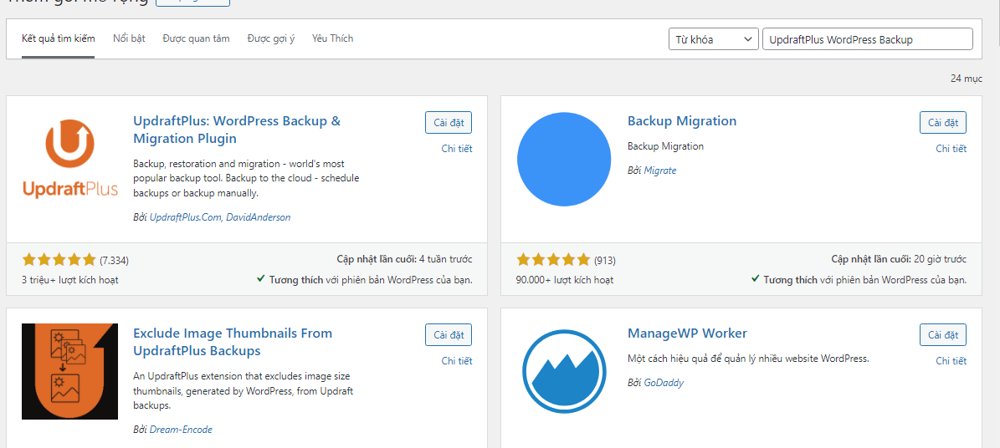 Kết quả tìm kiếm
Nổi bật
Được quan tâm
Được gợi ý
Yêu Thích
Từ khóa
UpdraftPlus WordPress Backup
24 mục
UpdraftPlus
UpdraftPlus: WordPress Backup &
Migration Plugin
Cài đặt
Chi tiết
Backup, restoration and migration - world's most
popular backup tool. Backup to the cloud - schedule
backups or backup manually.
Bởi UpdraftPlus.Com, DavidAnderson
(7.334)
Cập nhật lần cuối: 4 tuần trước
3 triệu+ lượt kích hoạt
Tương thích với phiên bản WordPress của bạn.
Backup Migration
Cài đặt
Chi tiết
Backup Migration
Bởi Migrate
(913)
Cập nhật lần cuối: 20 giờ trước
90.000+ lượt kích hoạt
Tương thích với phiên bản WordPress của bạn.
Exclude Image Thumbnails From
UpdraftPlus Backups
Cài đặt
Chi tiết
An UpdraftPlus extension that excludes image size
thumbnails, generated by WordPress, from Updraft
backups.
Bởi Dream-Encode
ManageWP Worker
Cài đặt
Chi tiết
Một cách hiệu quả để quản lý nhiều website WordPress.
Bởi GoDaddy